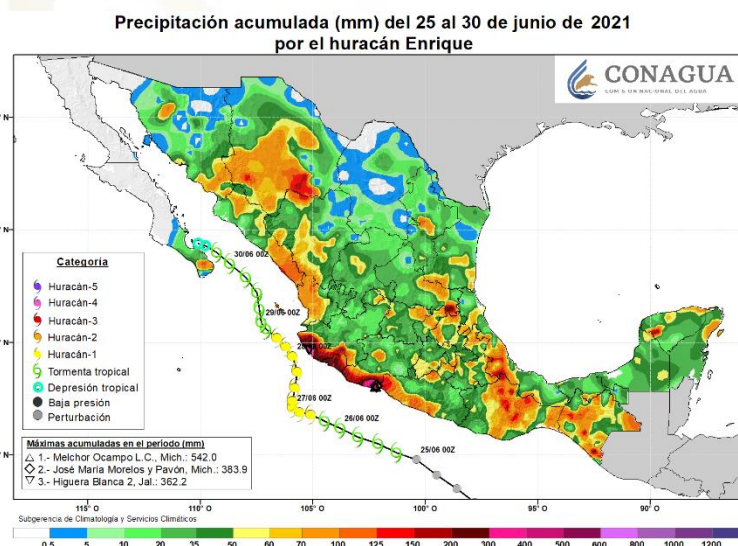 Precipitación acumulada (mm) del 25 al 30 de junio de 2021
por el huracán Enrique
CONAGUA
COMISIÓN NACIONAL DEL AGUA
N
N
30/06 00Z
Categoría
Huracán-5
Huracán-4
Huracán-3
Huracán-2
Huracán-1
Tormenta tropical
Depresión tropical
Baja presión
Perturbación
29/06 00Z
N
28/06 00Z
27/06 00Z
26/06 00Z
25/06 00Z
N
Máximas acumuladas en el periodo (mm)
1.- Melchor Ocampo L.C., Mich.: 542.0
2.- José María Morelos y Pavón, Mich.: 383.9
3.- Higuera Blanca 2, Jal.: 362.2
115° O 110° O 105° O 100° O 95° O 90° O
Subgerencia de Climatología y Servicios Climáticos
0.5 5 10 20 35 50 60 70 100 125 150 200 300 400 500 600 800 1000 1200